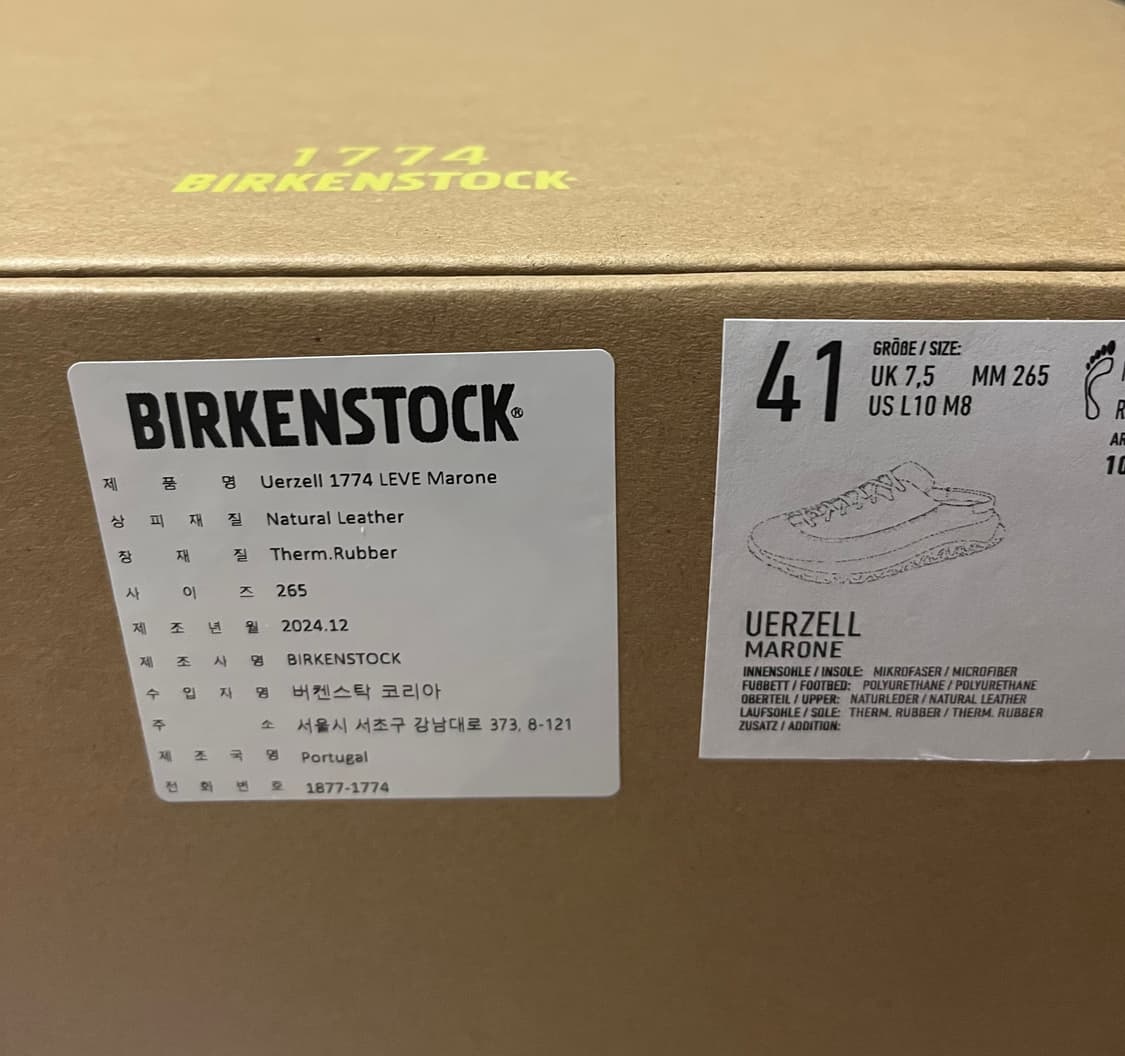 1774
BIRKENSTOCK
BIRKENSTOCK®
제 품 명 Uerzell 1774 LEVE Marone
상 피 재 질 Natural Leather
창 재 질 Therm.Rubber
사 이 즈 265
제 조 년 월 2024.12
제 조 사 명 BIRKENSTOCK
수 입 자 명 버켄스탁 코리아
주 소 서울시 서초구 강남대로 373, 8-121
제 조 국 명 Portugal
전 화 번 호 1877-1774
41
GRÖßE / SIZE:
UK 7,5 MM 265
US L10 M8
R
AR
10
UERZELL
MARONE
INNENSOHLE / INSOLE: MIKROFASER / MICROFIBER
FUßBETT / FOOTBED: POLYURETHANE / POLYURETHANE
OBERTEIL / UPPER: NATURLEDER / NATURAL LEATHER
LAUFSOHLE / SOLE: THERM. RUBBER / THERM. RUBBER
ZUSATZ / ADDITION: